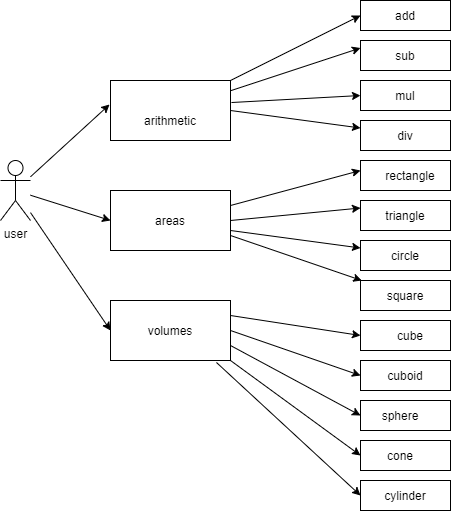 add
sub
mul
arithmetic
div
rectangle
triangle
user
areas
circle
square
volumes
cube
cuboid
sphere
cone
cylinder